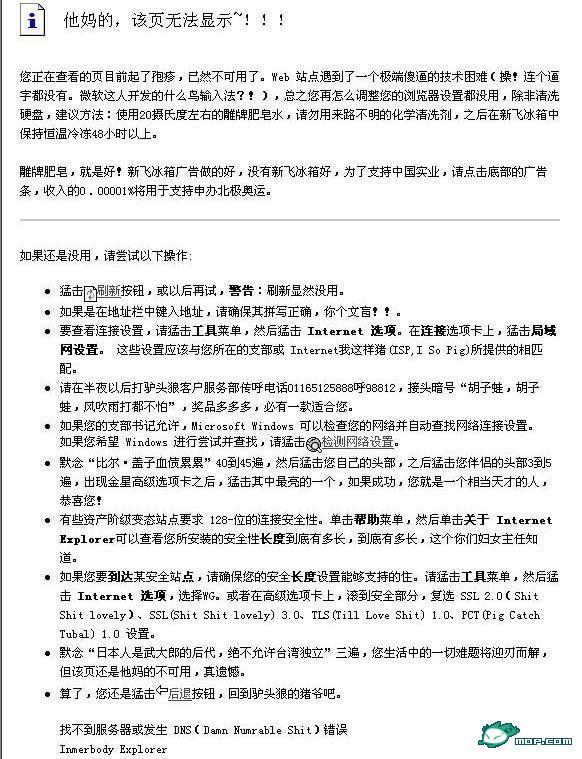 他妈的，该页无法显示~！！！
您正在查看的页目前起了孢疹，已然不可用了。Web 站点遇到了一个极端傻逼的技术困难（操！连个逼
字都没有。微软这人开发的什么鸟输入法？！），总之您再怎么调整您的浏览器设置都没用，除非清洗
硬盘，建议方法：使用20摄氏度左右的雕牌肥皂水，请勿用来路不明的化学清洗剂，之后在新飞冰箱中
保持恒温冷冻48小时以上。
雕牌肥皂，就是好！新飞冰箱广告做的好，没有新飞冰箱好，为了支持中国实业，请点击底部的广告
条，收入的0．00001%将用于支持申办北极奥运。
如果还是没用，请尝试以下操作:
• 猛击刷新按钮，或以后再试，警告：刷新显然没用。
• 如果是在地址栏中键入地址，请确保其拼写正确，你个文盲！！。
• 要查看连接设置，请猛击工具菜单，然后猛击 Internet 选项。在连接选项卡上，猛击局域
网设置。 这些设置应该与您所在的支部或 Internet我这样猪(ISP,I So Pig)所提供的相匹
配。
• 请在半夜以后打驴头狼客户服务部传呼电话01165125888呼98812，接头暗号“胡子蛙，胡子
蛙，风吹雨打都不怕”，奖品多多多，必有一款适合您。
• 如果您的支部书记允许，Microsoft Windows 可以检查您的网络并自动查找网络连接设置。
如果您希望 Windows 进行尝试并查找，请猛击检测网络设置。
• 默念“比尔·盖子血债累累”40到45遍，然后猛击您自己的头部，之后猛击您伴侣的头部3到5
遍，出现金星高级选项卡之后，猛击其中最亮的一个，如果成功，您就是一个相当天才的人，
恭喜您！
• 有些资产阶级变态站点要求 128-位的连接安全性。单击帮助菜单，然后单击关于 Internet
Explorer可以查看您所安装的安全性长度到底有多长，到底有多长，这个你们妇女主任知
道。
• 如果您要到达某安全站点，请确保您的安全长度设置能够支持的住。请猛击工具菜单，然后猛
击 Internet 选项，选择WG。或者在高级选项卡上，滚到安全部分，复选 SSL 2.0（Shit
Shit lovely）、SSL(Shit Shit lovely) 3.0、TLS(Till Love Shit) 1.0、PCT(Pig Catch
Tubal) 1.0 设置。
• 默念“日本人是武大郎的后代，绝不允许台湾独立”三遍，您生活中的一切难题将迎刃而解，
但该页还是他妈的不可用，真遗憾。
• 算了，您还是猛击后退按钮，回到驴头狼的猪爷吧。
找不到服务器或发生 DNS（Damn Numrable Shit）错误
Inmerbody Explorer
MOP.COM